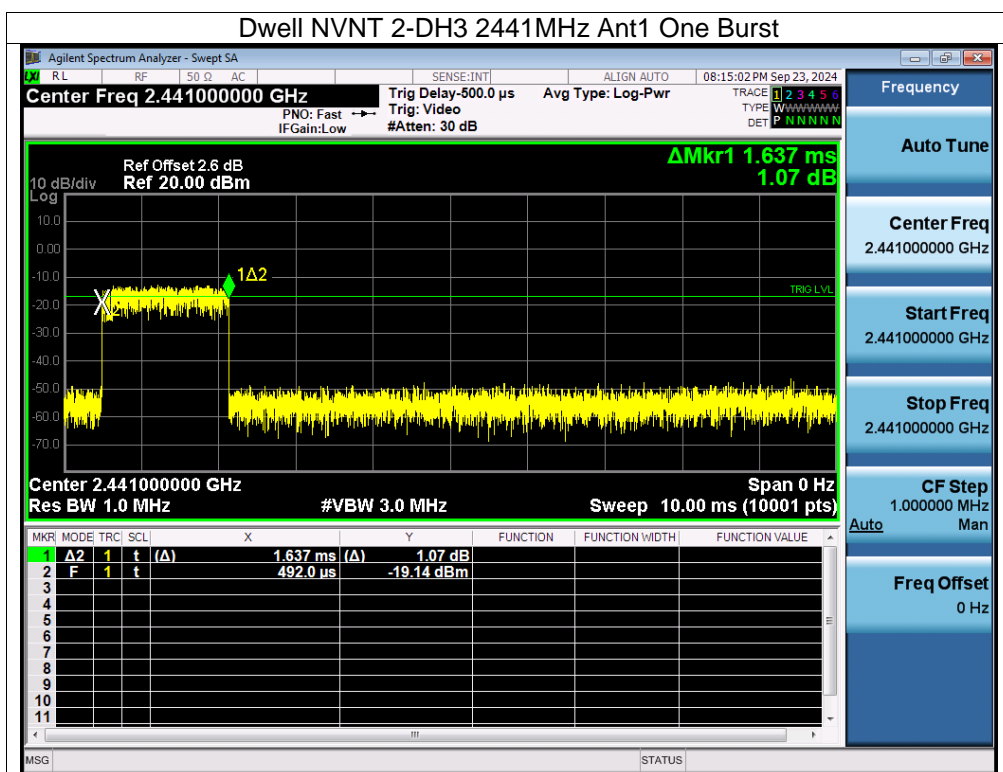 Dwell NVNT 2-DH3 2441MHz Ant1 One Burst
Agilent Spectrum Analyzer - Swept SA
LXI RL RF 50 Ω AC SENSE:INT ALIGN AUTO 08:15:02 PM Sep 23, 2024
Center Freq 2.441000000 GHz
PNO: Fast
IFGain:Low
Trig Delay-500.0 µs
Trig: Video
#Atten: 30 dB
Avg Type: Log-Pwr
TRACE 1 2 3 4 5 6
TYPE WWWWWWW
DET P N N N N N
Frequency
Auto Tune
Center Freq
2.441000000 GHz
Start Freq
2.441000000 GHz
Stop Freq
2.441000000 GHz
CF Step
1.000000 MHz
Auto Man
Freq Offset
0 Hz
ΔMkr1 1.637 ms
1.07 dB
Ref Offset 2.6 dB
10 dB/div Ref 20.00 dBm
Log
10.0
0.00
-10.0
-20.0
-30.0
-40.0
-50.0
-60.0
-70.0
1Δ2
2
TRIG LVL
Center 2.441000000 GHz Span 0 Hz
Res BW 1.0 MHz #VBW 3.0 MHz Sweep 10.00 ms (10001 pts)
MKR MODE TRC SCL X Y FUNCTION FUNCTION WIDTH FUNCTION VALUE
1 Δ2 1 t (Δ) 1.637 ms (Δ) 1.07 dB
2 F 1 t 492.0 µs -19.14 dBm
3
4
5
6
7
8
9
10
11
MSG STATUS